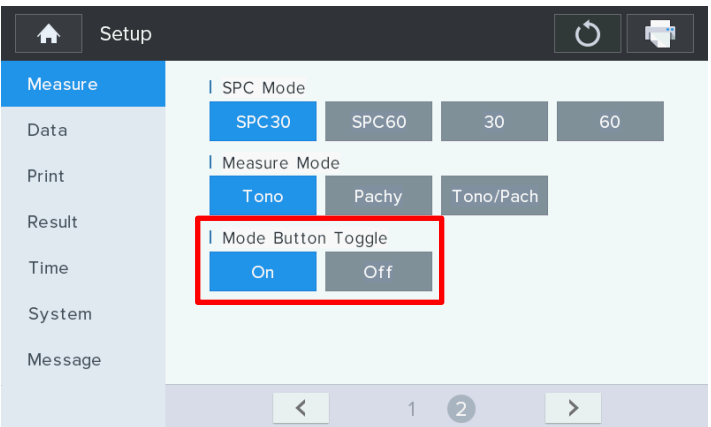 Setup
Measure
Data
Print
Result
Time
System
Message
SPC Mode
SPC30 SPC60 30 60
Measure Mode
Tono Pachy Tono/Pach
Mode Button Toggle
On Off
1 2